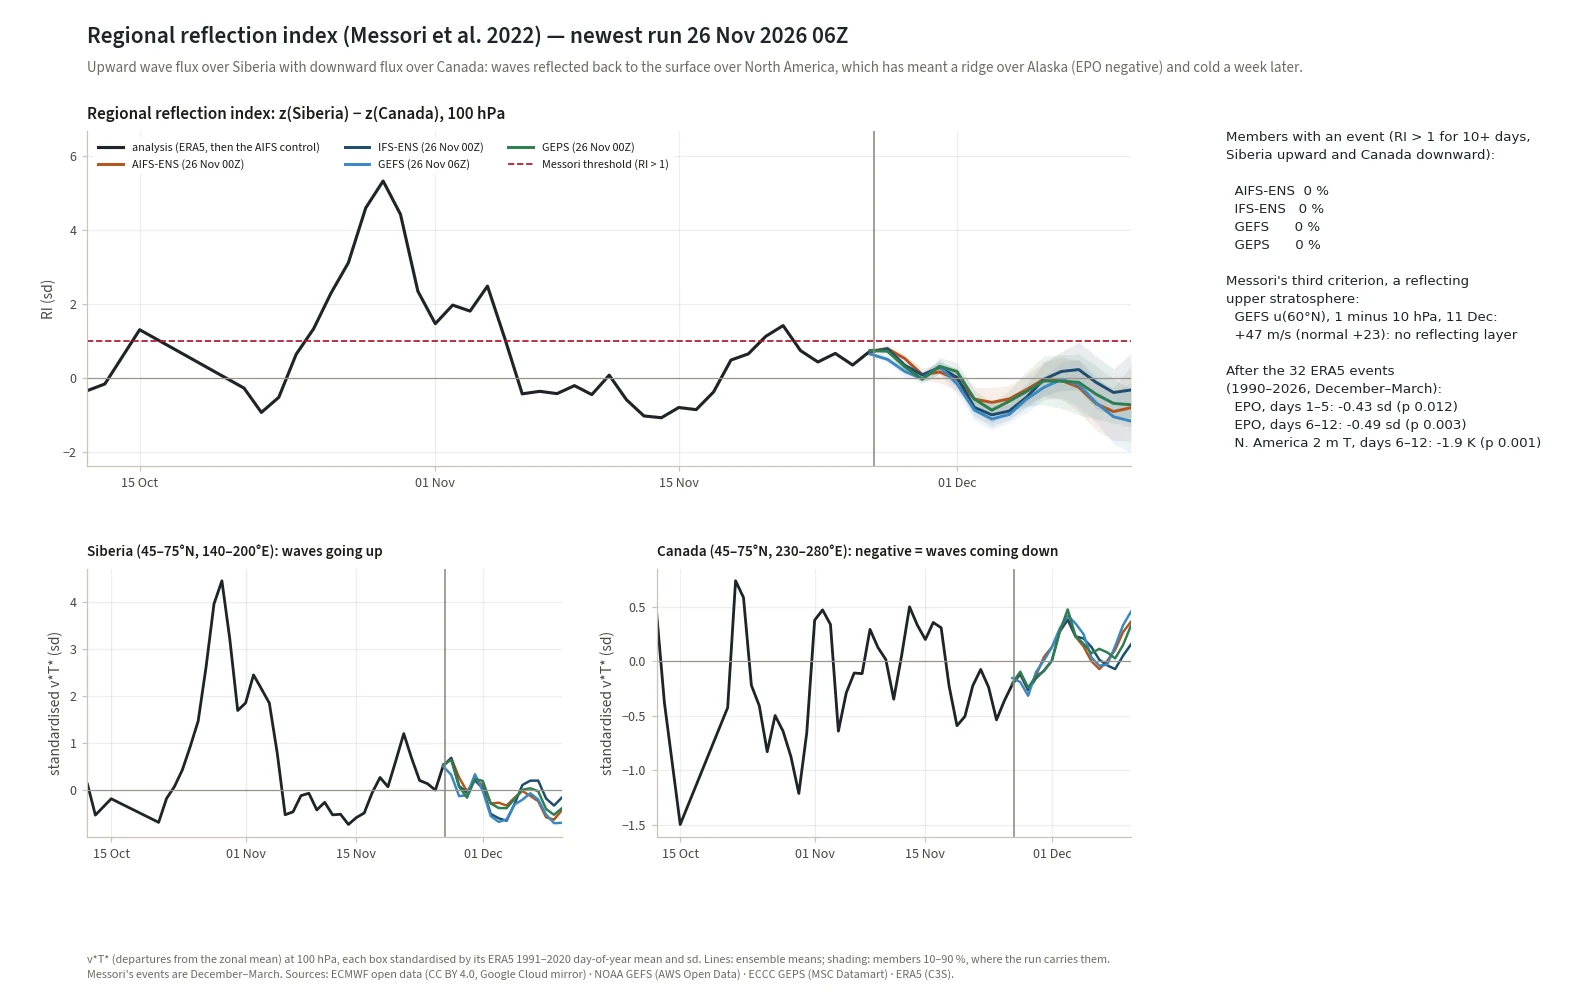 Regional reflection index (Messori et al. 2022) — newest run 26 Nov 2026 06Z
Upward wave flux over Siberia with downward flux over Canada: waves reflected back to the surface over North America, which has meant a ridge over Alaska (EPO negative) and cold a week later.
Regional reflection index: z(Siberia) − z(Canada), 100 hPa
analysis (ERA5, then the AIFS control)
AIFS-ENS (26 Nov 00Z)
IFS-ENS (26 Nov 00Z)
GEFS (26 Nov 06Z)
GEPS (26 Nov 00Z)
Messori threshold (RI > 1)
RI (sd)
6
4
2
0
−2
15 Oct
01 Nov
15 Nov
01 Dec
Members with an event (RI > 1 for 10+ days,
Siberia upward and Canada downward):
AIFS-ENS 0 %
IFS-ENS 0 %
GEFS 0 %
GEPS 0 %
Messori's third criterion, a reflecting
upper stratosphere:
GEFS u(60°N), 1 minus 10 hPa, 11 Dec:
+47 m/s (normal +23): no reflecting layer
After the 32 ERA5 events
(1990–2026, December–March):
EPO, days 1–5: -0.43 sd (p 0.012)
EPO, days 6–12: -0.49 sd (p 0.003)
N. America 2 m T, days 6–12: -1.9 K (p 0.001)
Siberia (45–75°N, 140–200°E): waves going up
standardised v*T* (sd)
4
3
2
1
0
15 Oct
01 Nov
15 Nov
01 Dec
Canada (45–75°N, 230–280°E): negative = waves coming down
standardised v*T* (sd)
0.5
0.0
−0.5
−1.0
−1.5
15 Oct
01 Nov
15 Nov
01 Dec
v*T* (departures from the zonal mean) at 100 hPa, each box standardised by its ERA5 1991–2020 day-of-year mean and sd. Lines: ensemble means; shading: members 10–90 %, where the run carries them.
Messori's events are December–March. Sources: ECMWF open data (CC BY 4.0, Google Cloud mirror) · NOAA GEFS (AWS Open Data) · ECCC GEPS (MSC Datamart) · ERA5 (C3S).